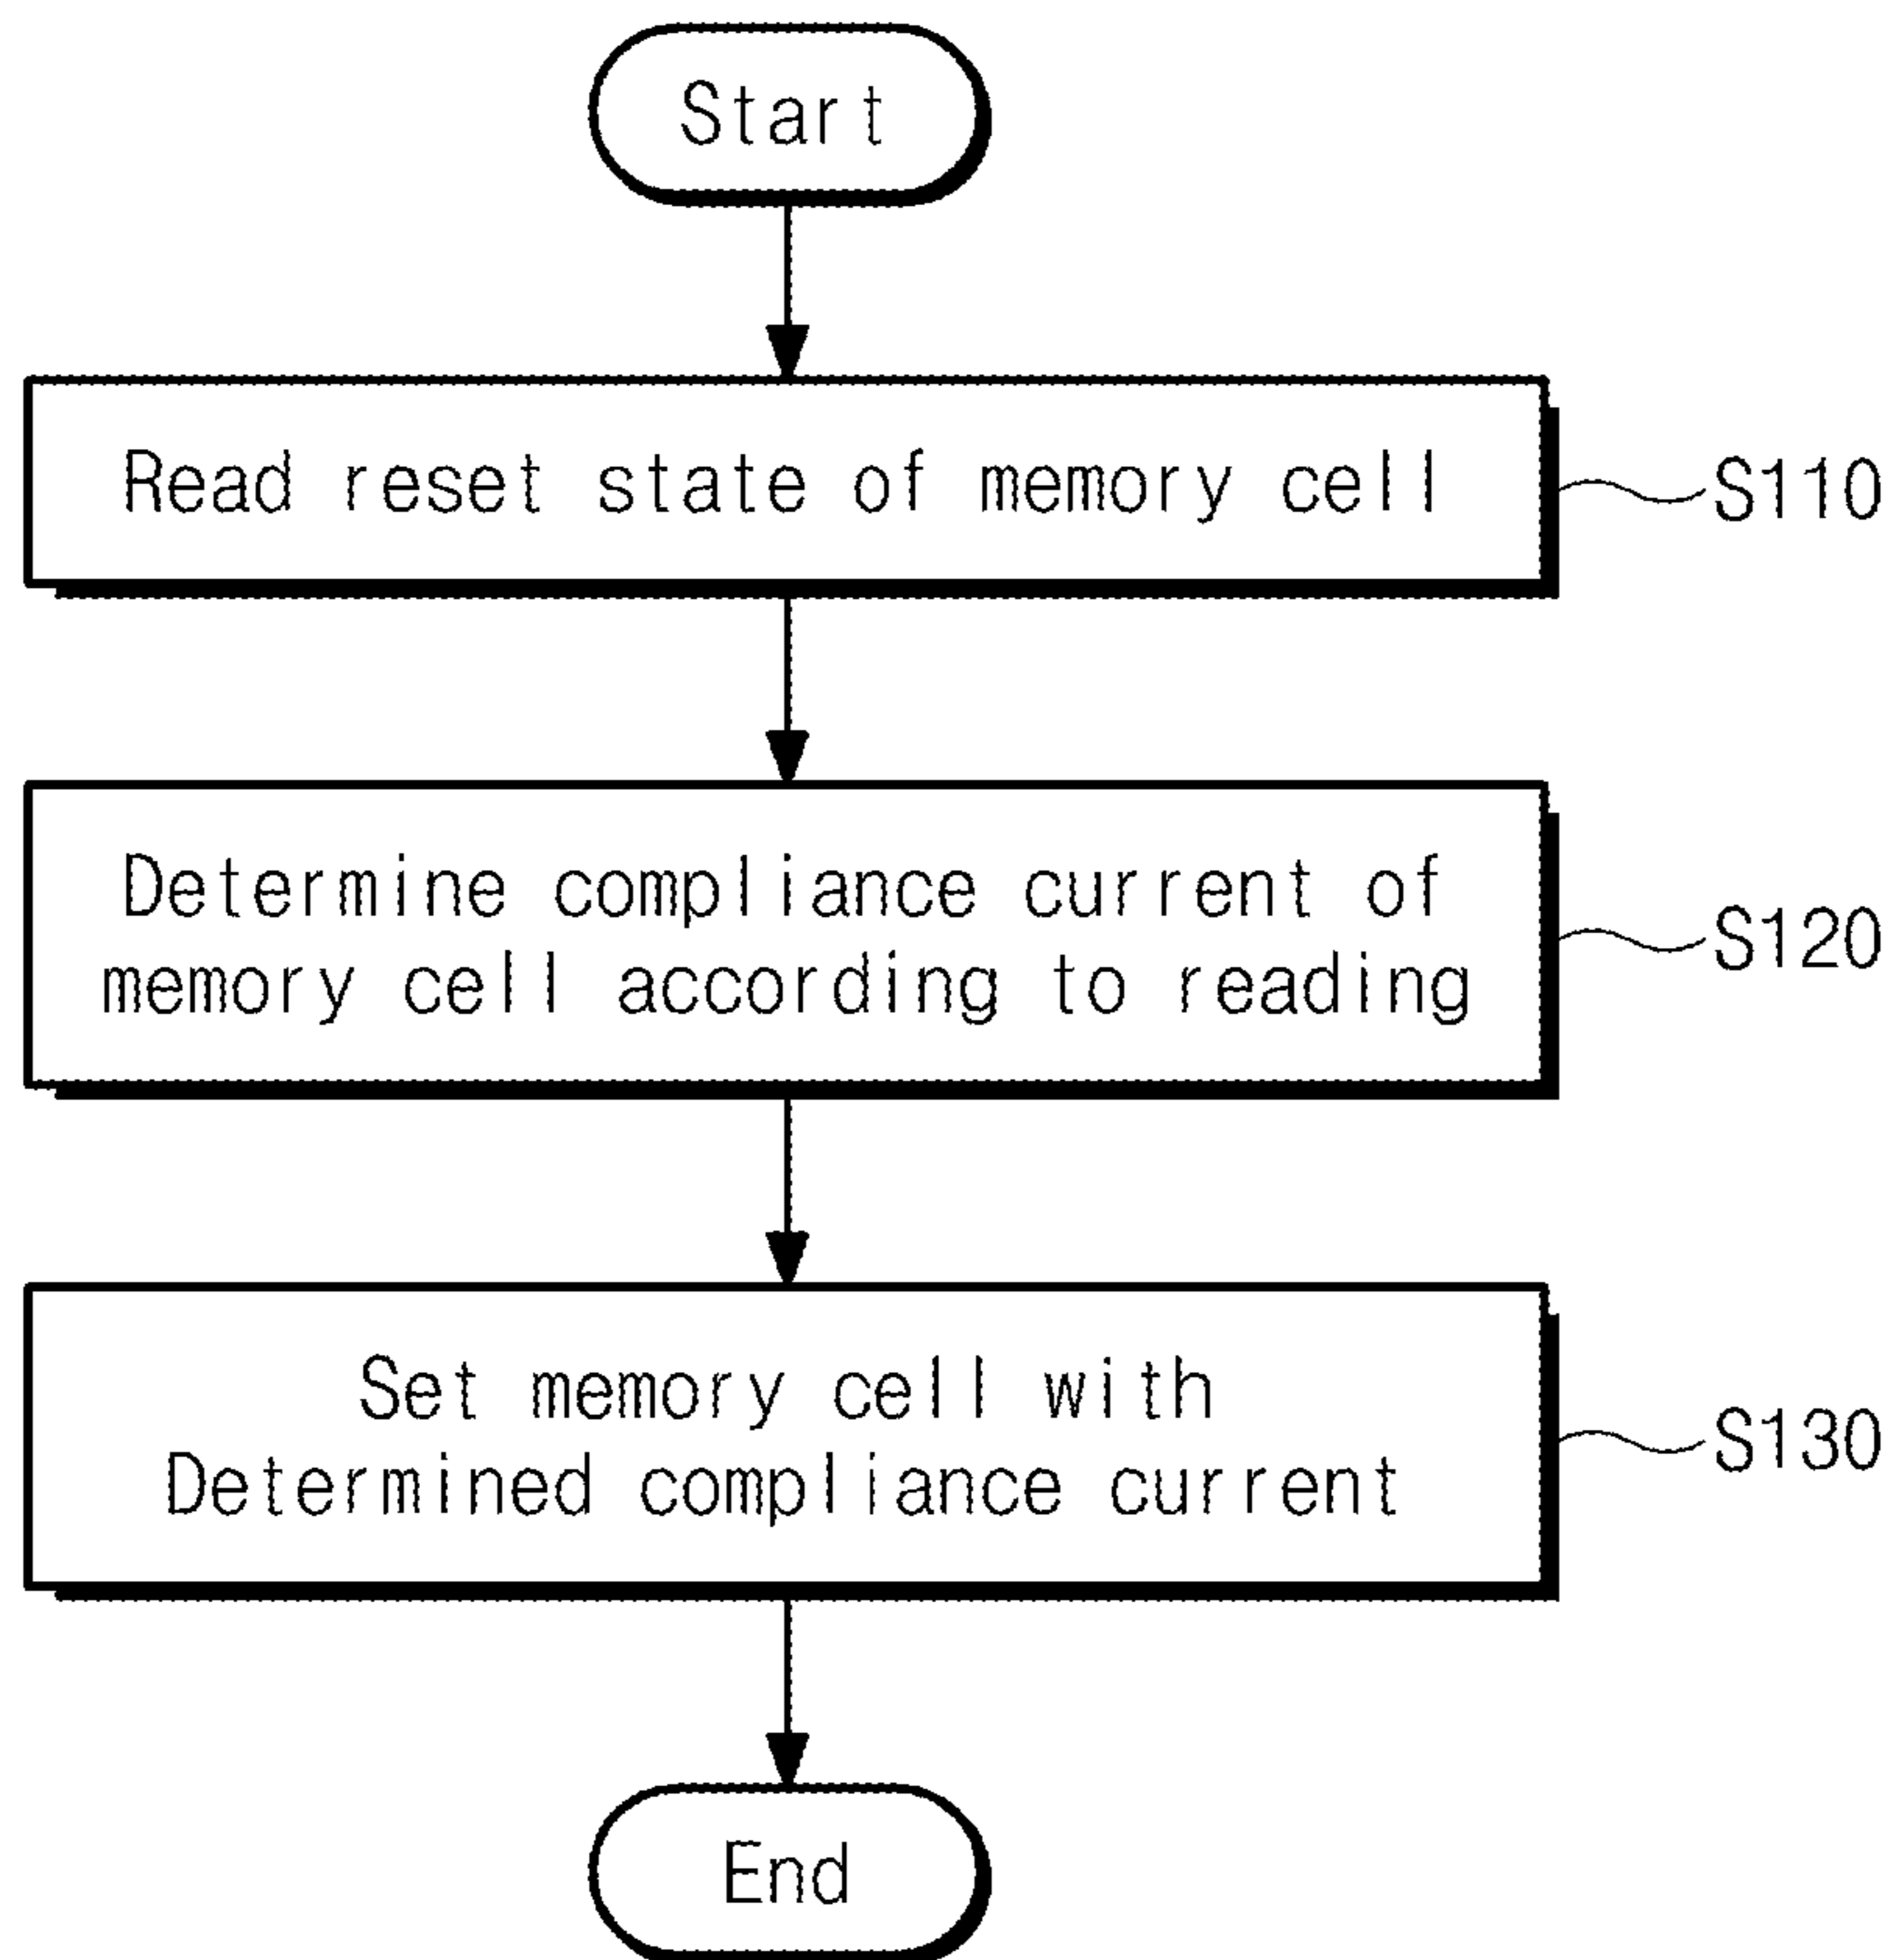 Start
Read reset state of memory cell
S110
Determine compliance current of
memory cell according to reading
S120
Set memory cell with
Determined compliance current
S130
End